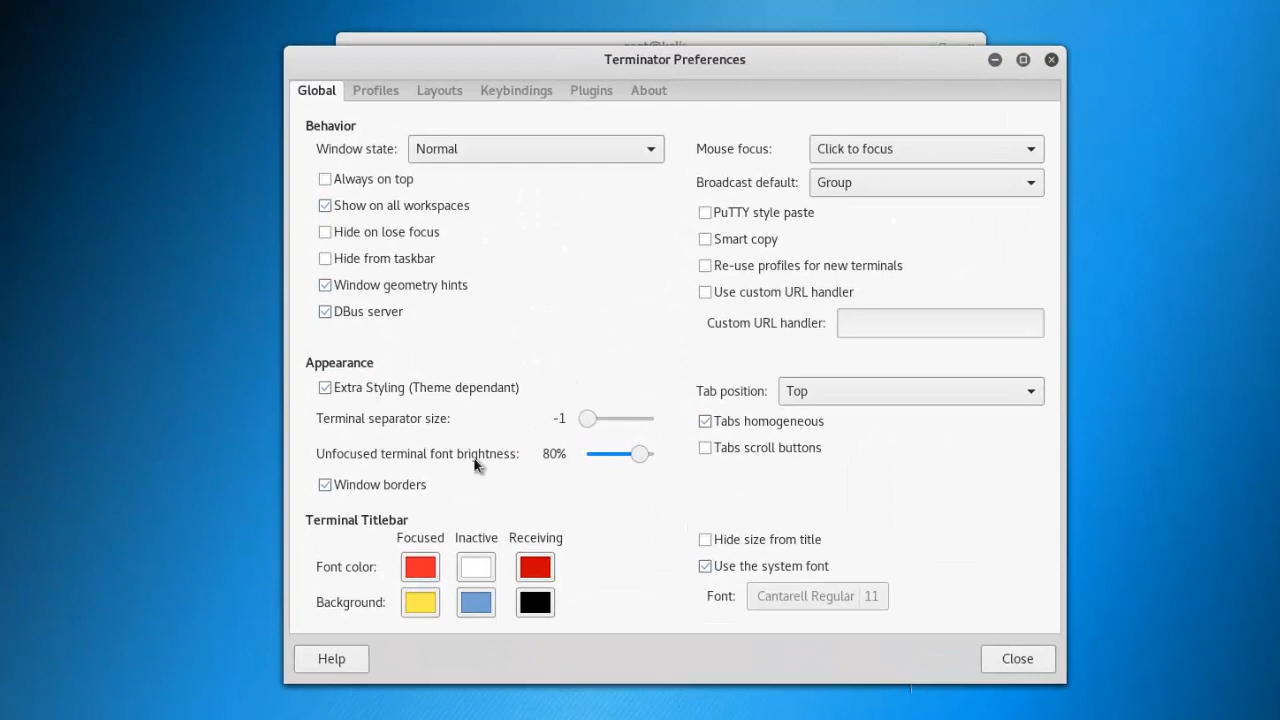 Terminator Preferences
Global Profiles Layouts Keybindings Plugins About
Behavior
Window state: Normal
Always on top
Show on all workspaces
Hide on lose focus
Hide from taskbar
Window geometry hints
DBus server
Mouse focus: Click to focus
Broadcast default: Group
PuTTY style paste
Smart copy
Re-use profiles for new terminals
Use custom URL handler
Custom URL handler:
Appearance
Extra Styling (Theme dependant)
Terminal separator size: -1
Unfocused terminal font brightness: 80%
Window borders
Tab position: Top
Tabs homogeneous
Tabs scroll buttons
Terminal Titlebar
Focused Inactive Receiving
Font color:
Background:
Hide size from title
Use the system font
Font: Cantarell Regular 11
Help Close